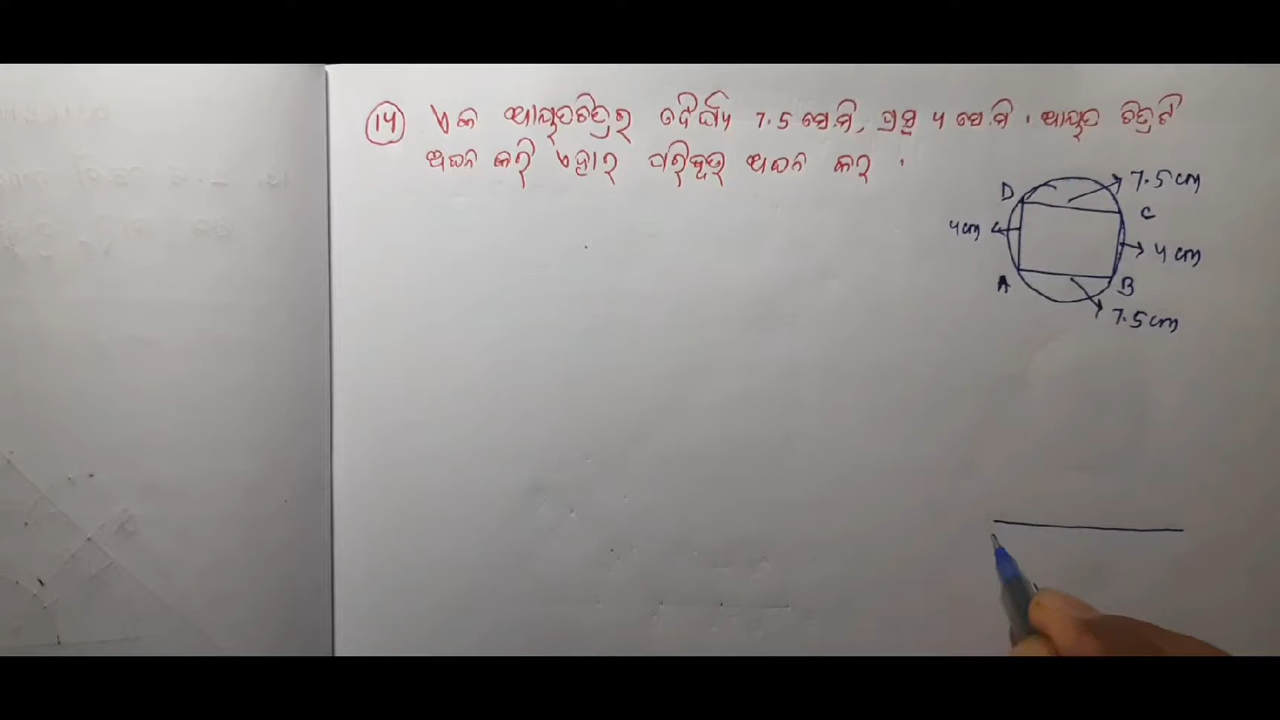 (14) ଏକ ଆୟତଚିତ୍ରର ଦୈର୍ଘ୍ୟ 7.5 ସେ.ମି, ପ୍ରସ୍ଥ 4 ସେ.ମି । ଆୟତ ଚିତ୍ରଟି
ଅଙ୍କନ କରି ଏହାର ପରିବୃତ୍ତ ଅଙ୍କନ କର ।
D 7.5 cm
C
4 cm
4 cm
A B
7.5 cm